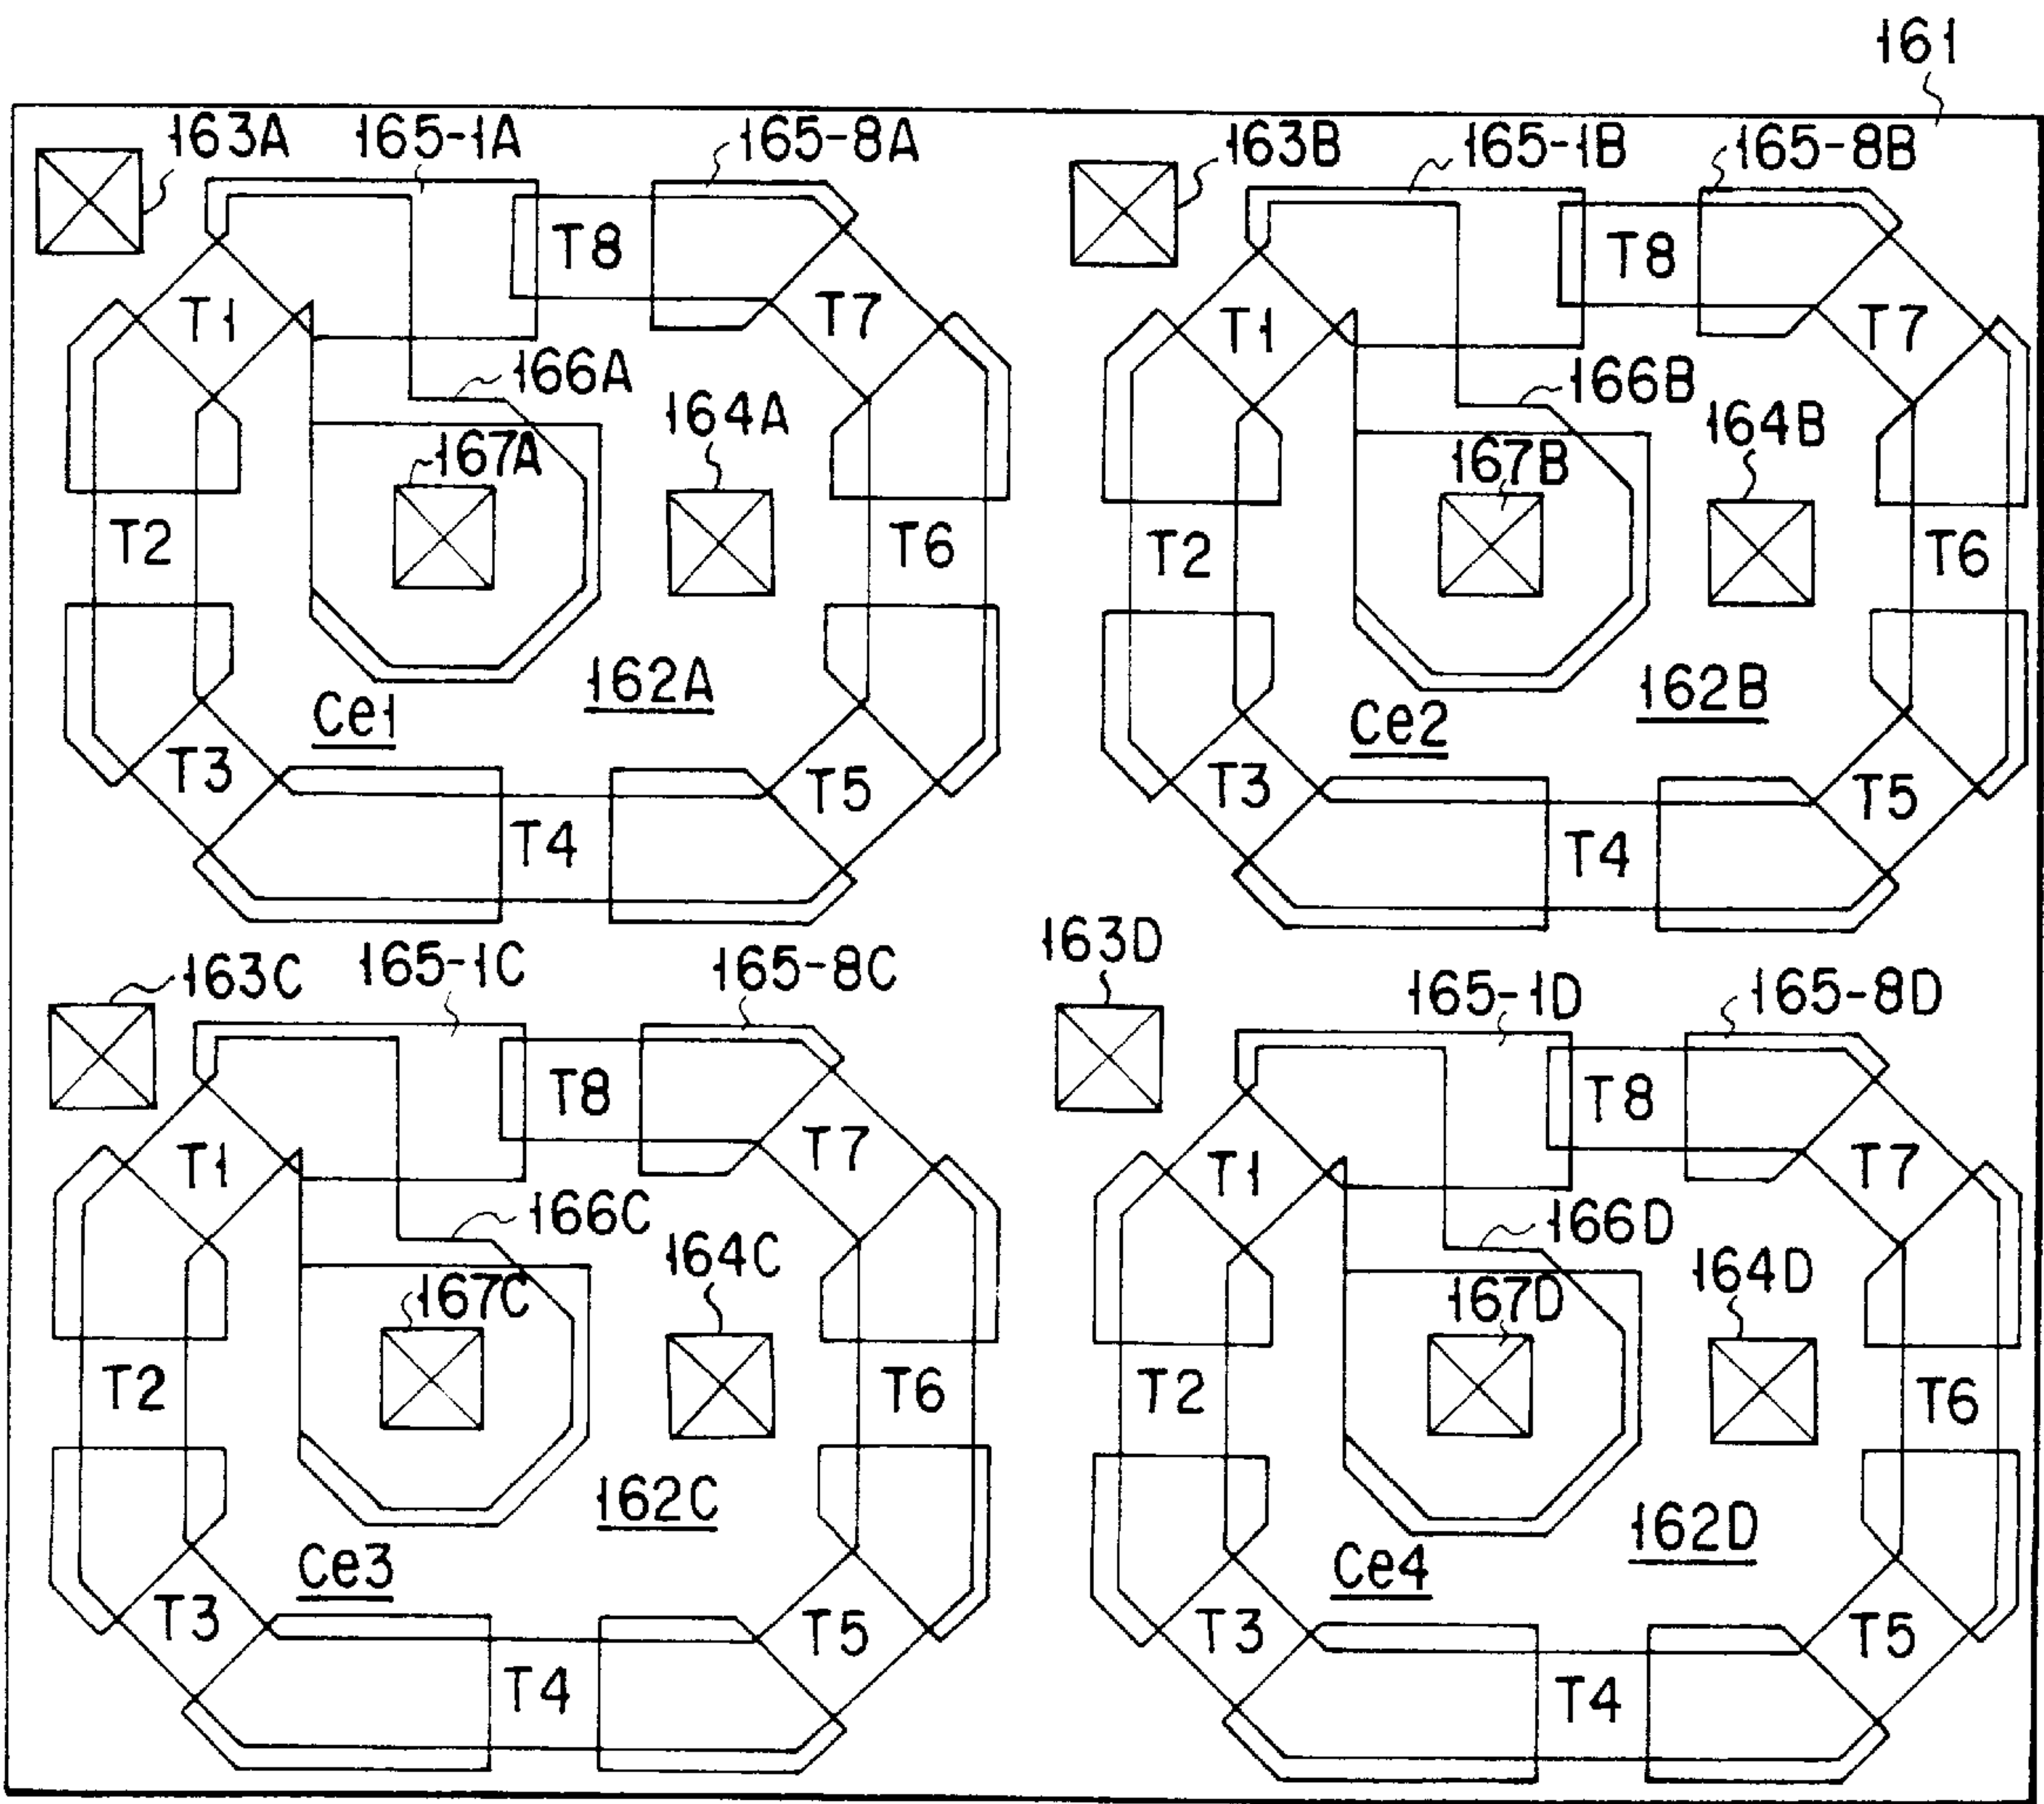 161
163A 165-1A 165-8A 163B 165-1B 165-8B
T8 T8
T1 T7 T1 T7
166A 166B
164A 164B
167A 167B
T2 T6 T2 T6
162A 162B
Ce1 Ce2
T3 T5 T3 T5
T4 T4
163C 165-1C 165-8C 163D 165-1D 165-8D
T8 T8
T1 T7 T1 T7
166C 166D
164C 164D
167C 167D
T2 T6 T2 T6
162C 162D
Ce3 Ce4
T3 T5 T3 T5
T4 T4